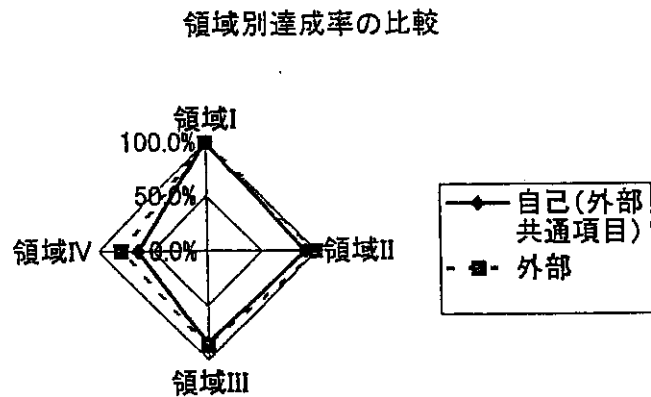 領域別達成率の比較
領域I
100.0%
50.0%
領域IV
0.0%
領域II
領域III
自己(外部
共通項目)
外部